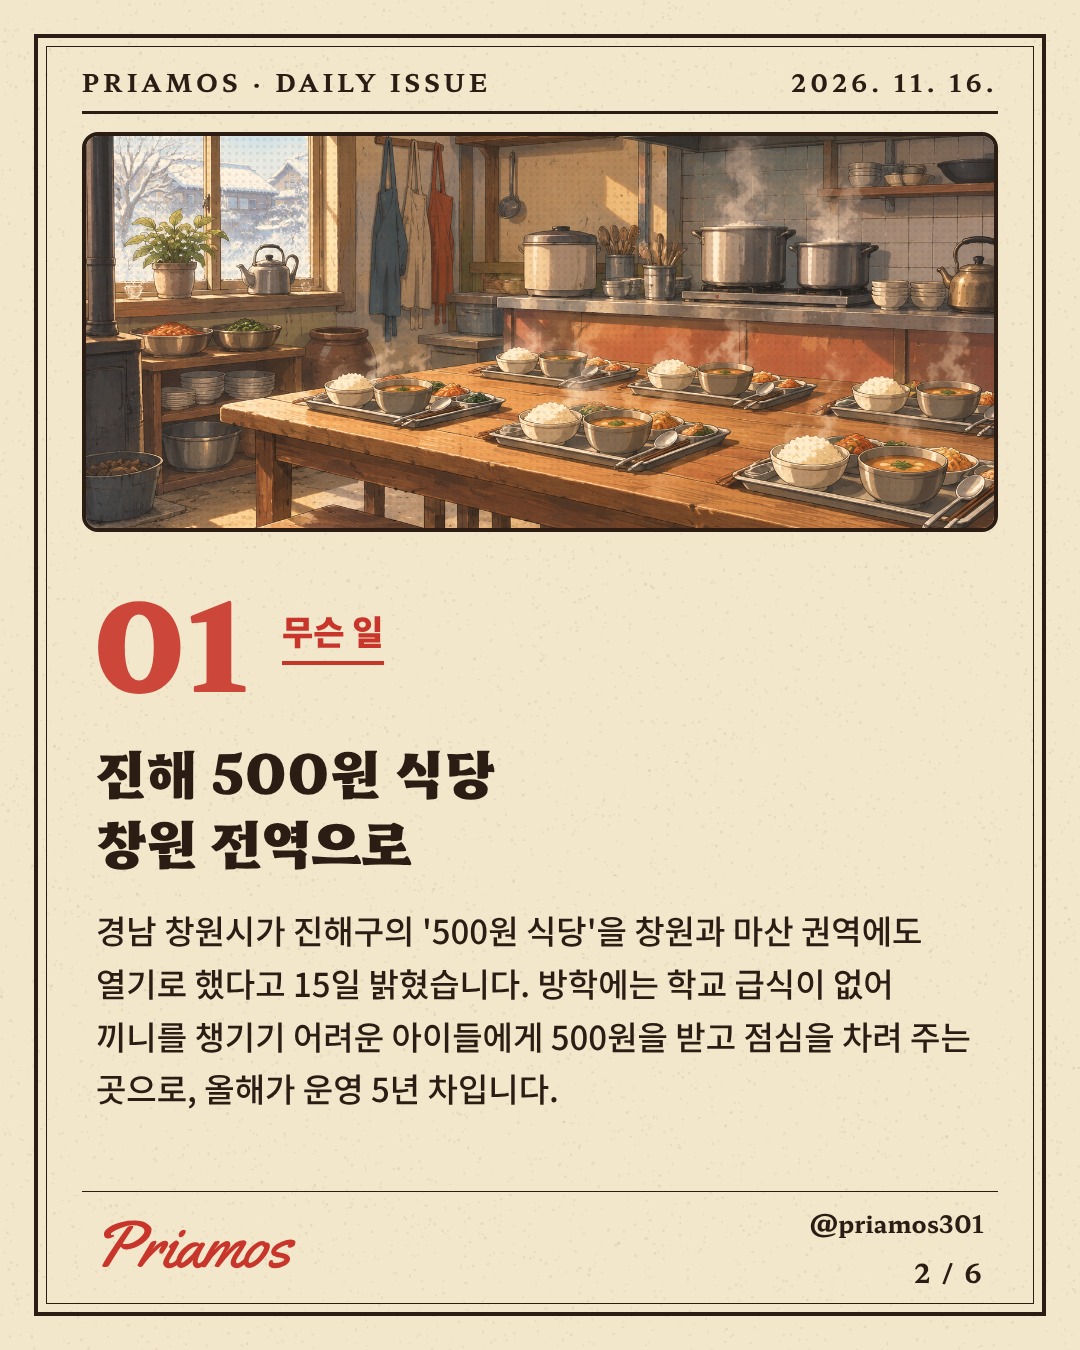 PRIAMOS · DAILY ISSUE
2026. 11. 16.
01
무슨 일
진해 500원 식당
창원 전역으로
경남 창원시가 진해구의 '500원 식당'을 창원과 마산 권역에도
열기로 했다고 15일 밝혔습니다. 방학에는 학교 급식이 없어
끼니를 챙기기 어려운 아이들에게 500원을 받고 점심을 차려 주는
곳으로, 올해가 운영 5년 차입니다.
Priamos
@priamos301
2 / 6